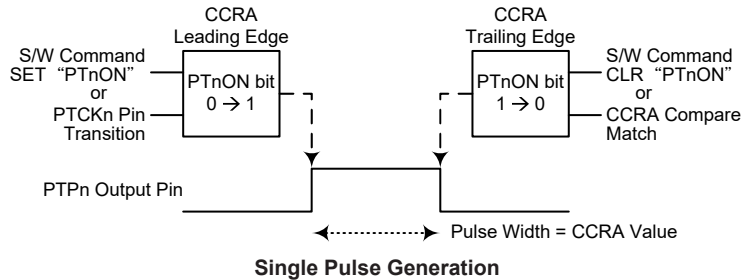 CCRA
Leading Edge
CCRA
Trailing Edge
S/W Command
SET “PTnON”
or
PTCKn Pin
Transition
PTnON bit
0 → 1
PTnON bit
1 → 0
S/W Command
CLR “PTnON”
or
CCRA Compare
Match
PTPn Output Pin
Pulse Width = CCRA Value
Single Pulse Generation